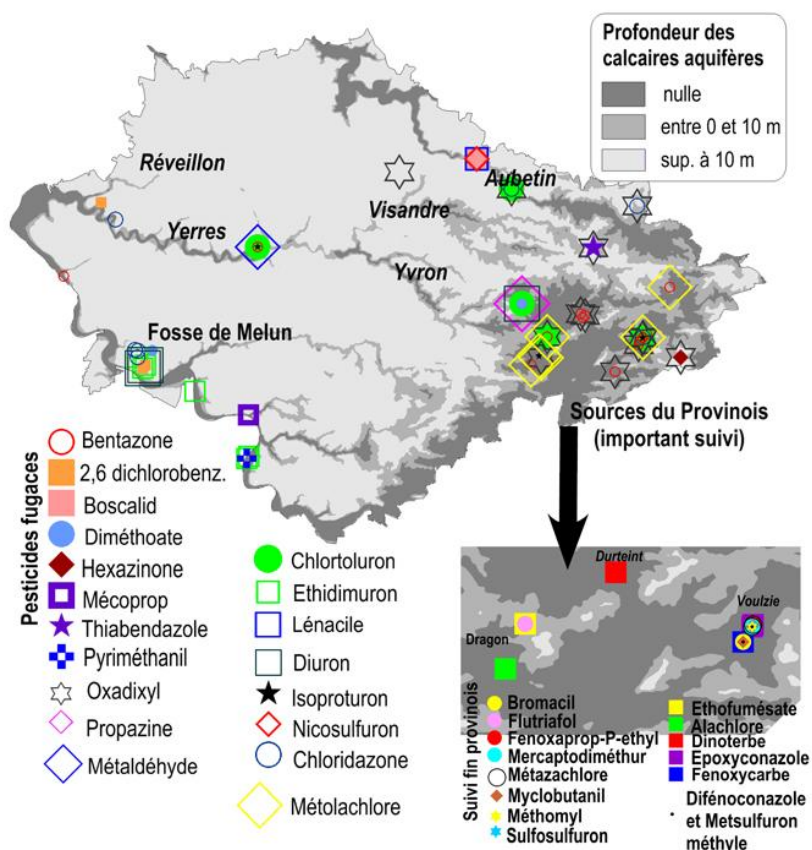 Profondeur des
calcaires aquifères
nulle
entre 0 et 10 m
sup. à 10 m
Réveillon
Aubetin
Visandre
Yerres
Yvron
Fosse de Melun
Sources du Provinois
(important suivi)
Pesticides fugaces
Bentazone
2,6 dichlorobenz.
Boscalid
Diméthoate
Hexazinone
Mécoprop
Thiabendazole
Pyriméthanil
Oxadixyl
Propazine
Métaldéhyde
Chlortoluron
Ethidimuron
Lénacile
Diuron
Isoproturon
Nicosulfuron
Chloridazone
Métolachlore
Durteint
Voulzie
Dragon
Suivi fin provinois
Bromacil
Flutriafol
Fenoxaprop-P-ethyl
Mercaptodiméthur
Métazachlore
Myclobutanil
Méthomyl
Sulfosulfuron
Ethofumésate
Alachlore
Dinoterbe
Epoxyconazole
Fenoxycarbe
Difénoconazole
et Metsulfuron
méthyle